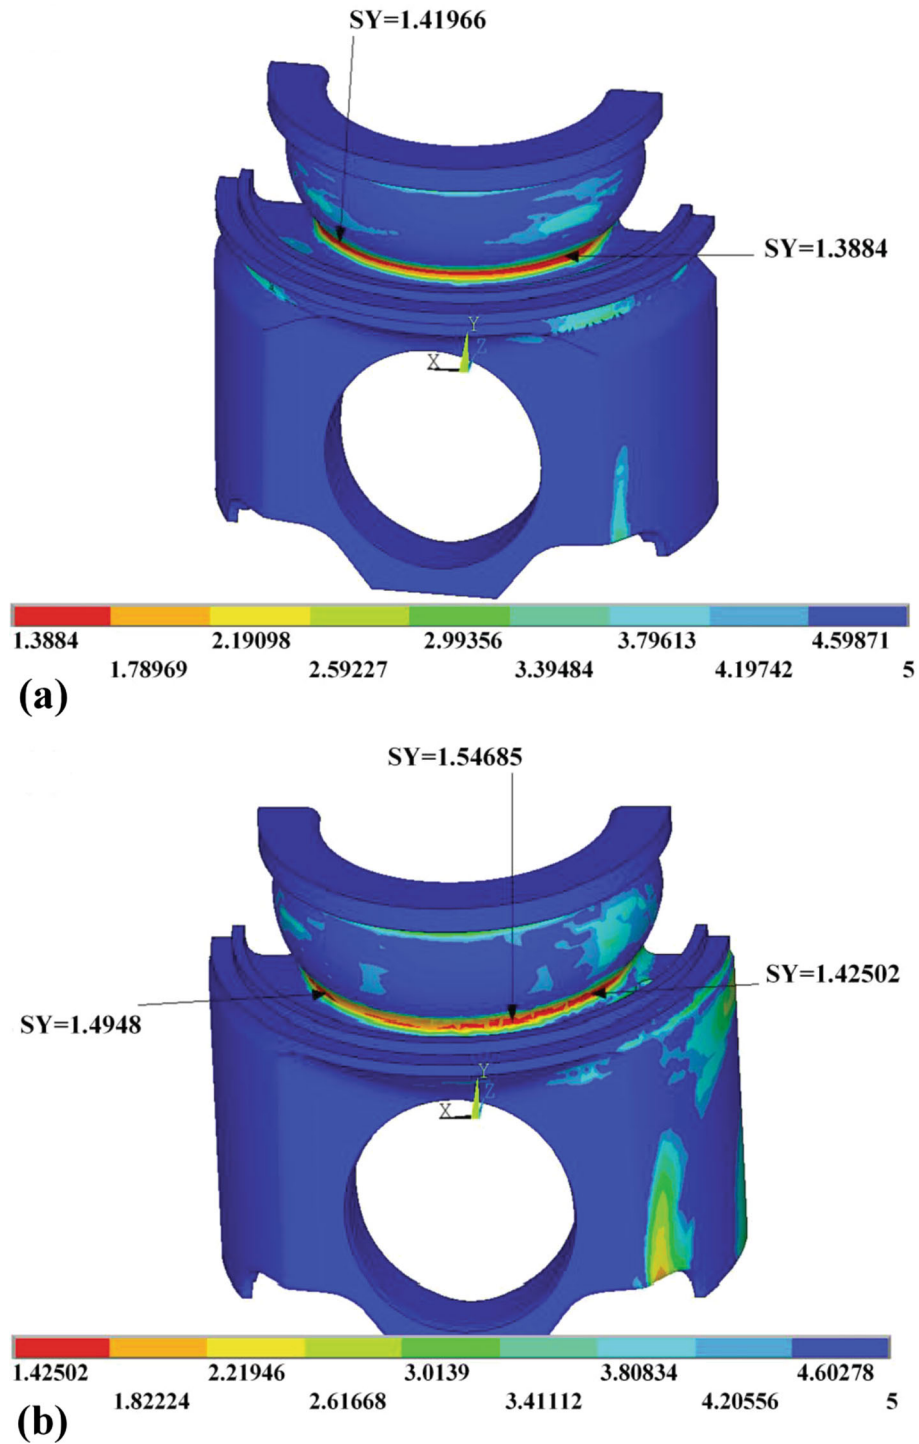 SY=1.41966
SY=1.3884
Y
Z
X
1.3884 2.19098 2.99356 3.79613 4.59871
1.78969 2.59227 3.39484 4.19742 5
(a)
SY=1.54685
SY=1.42502
SY=1.4948
Y
Z
X
1.42502 2.21946 3.0139 3.80834 4.60278
1.82224 2.61668 3.41112 4.20556 5
(b)